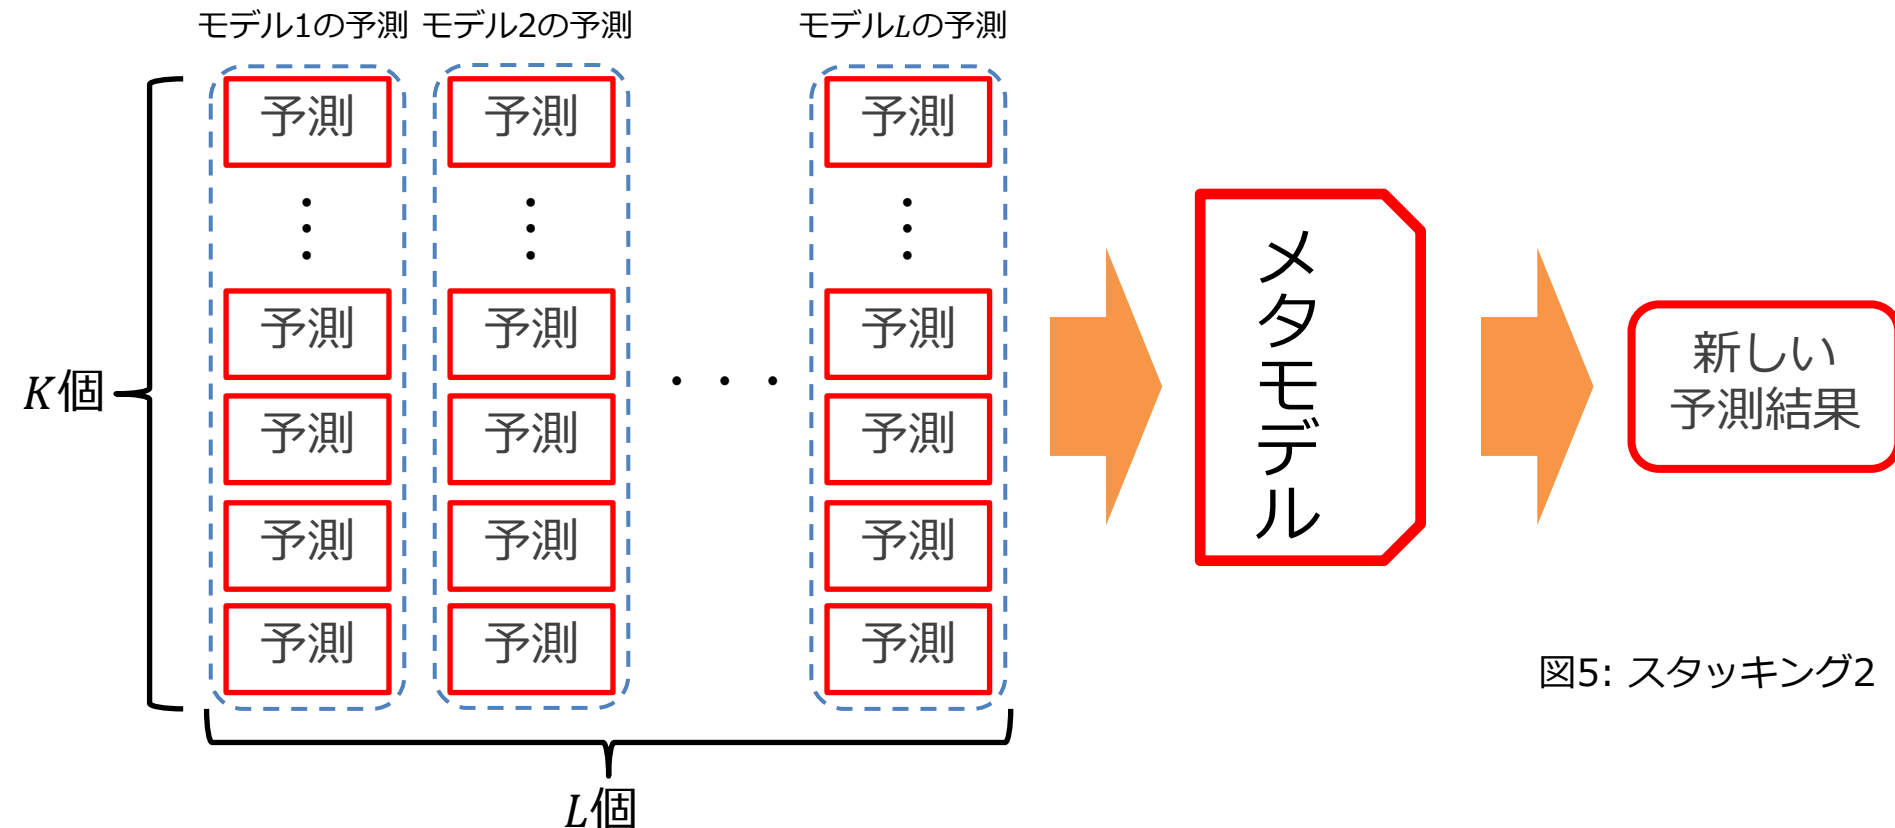 モデル1の予測 モデル2の予測 モデルLの予測
予測 予測 予測
予測 予測 予測
K個
予測 予測 予測
予測 予測 予測
予測 予測 予測
L個
メタモデル
新しい
予測結果
図5: スタッキング2